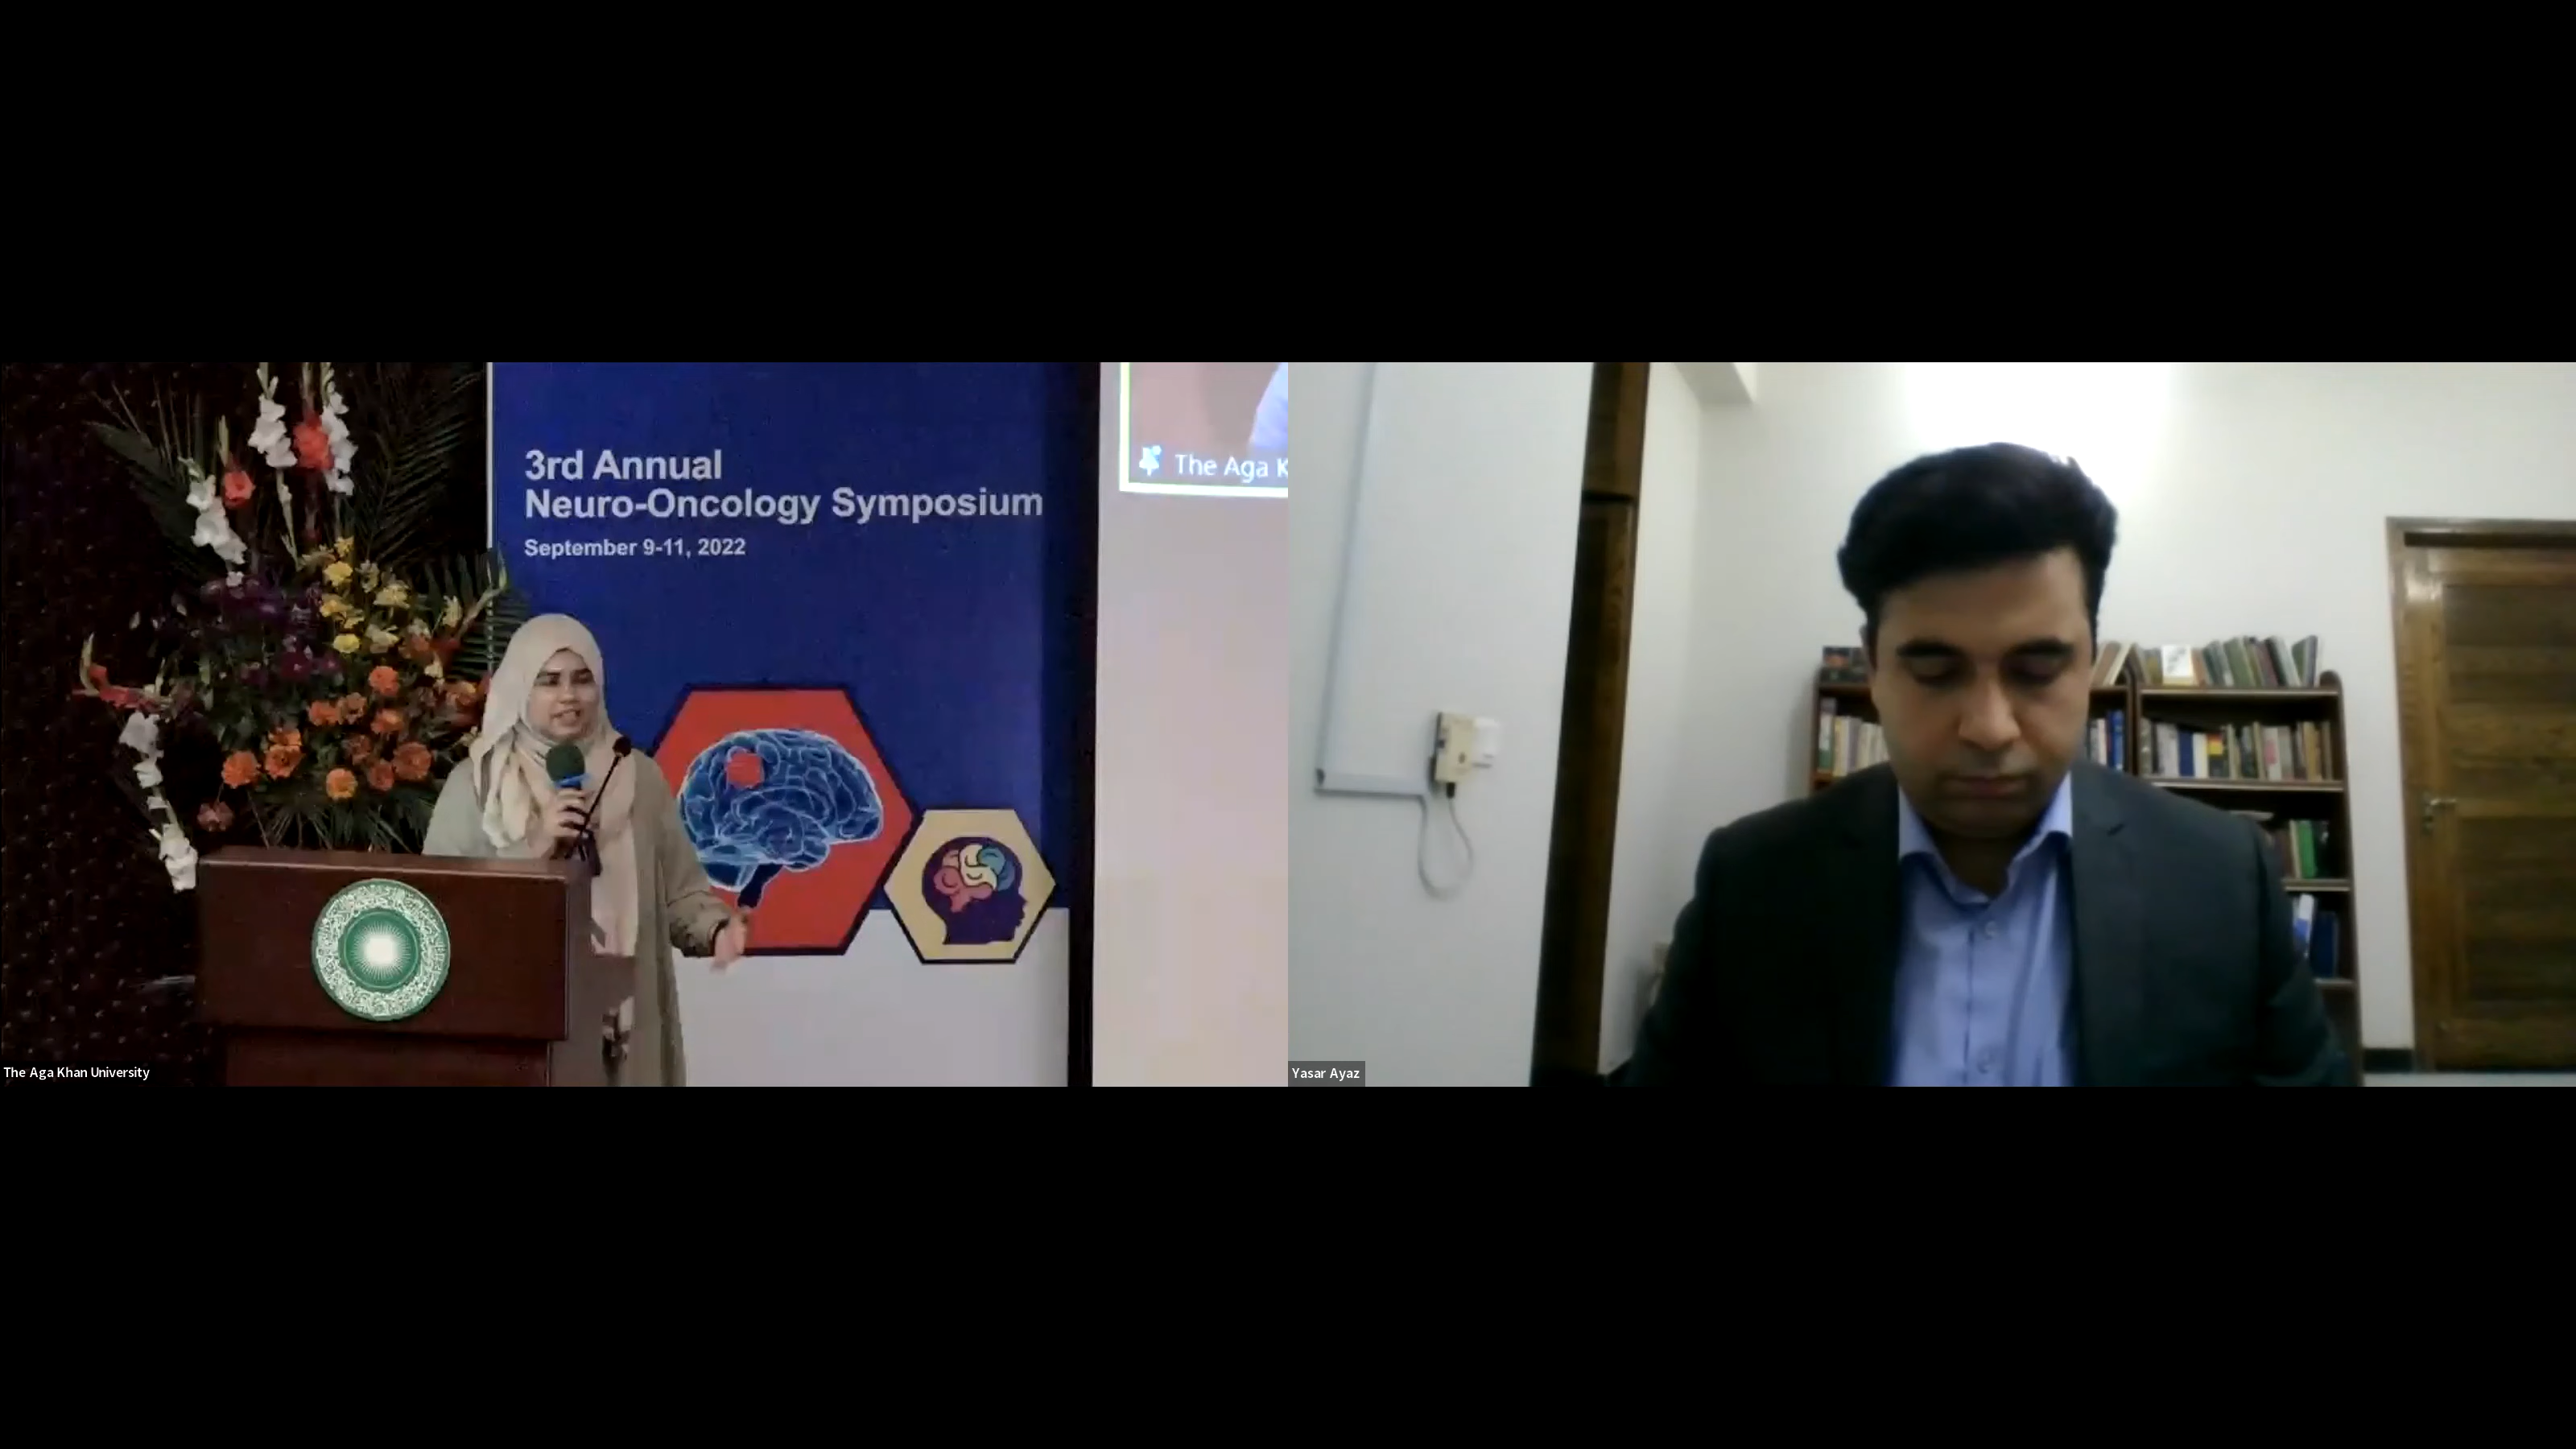 3rd Annual
Neuro-Oncology Symposium
September 9-11, 2022
The Aga K
The Aga Khan University
Yasar Ayaz